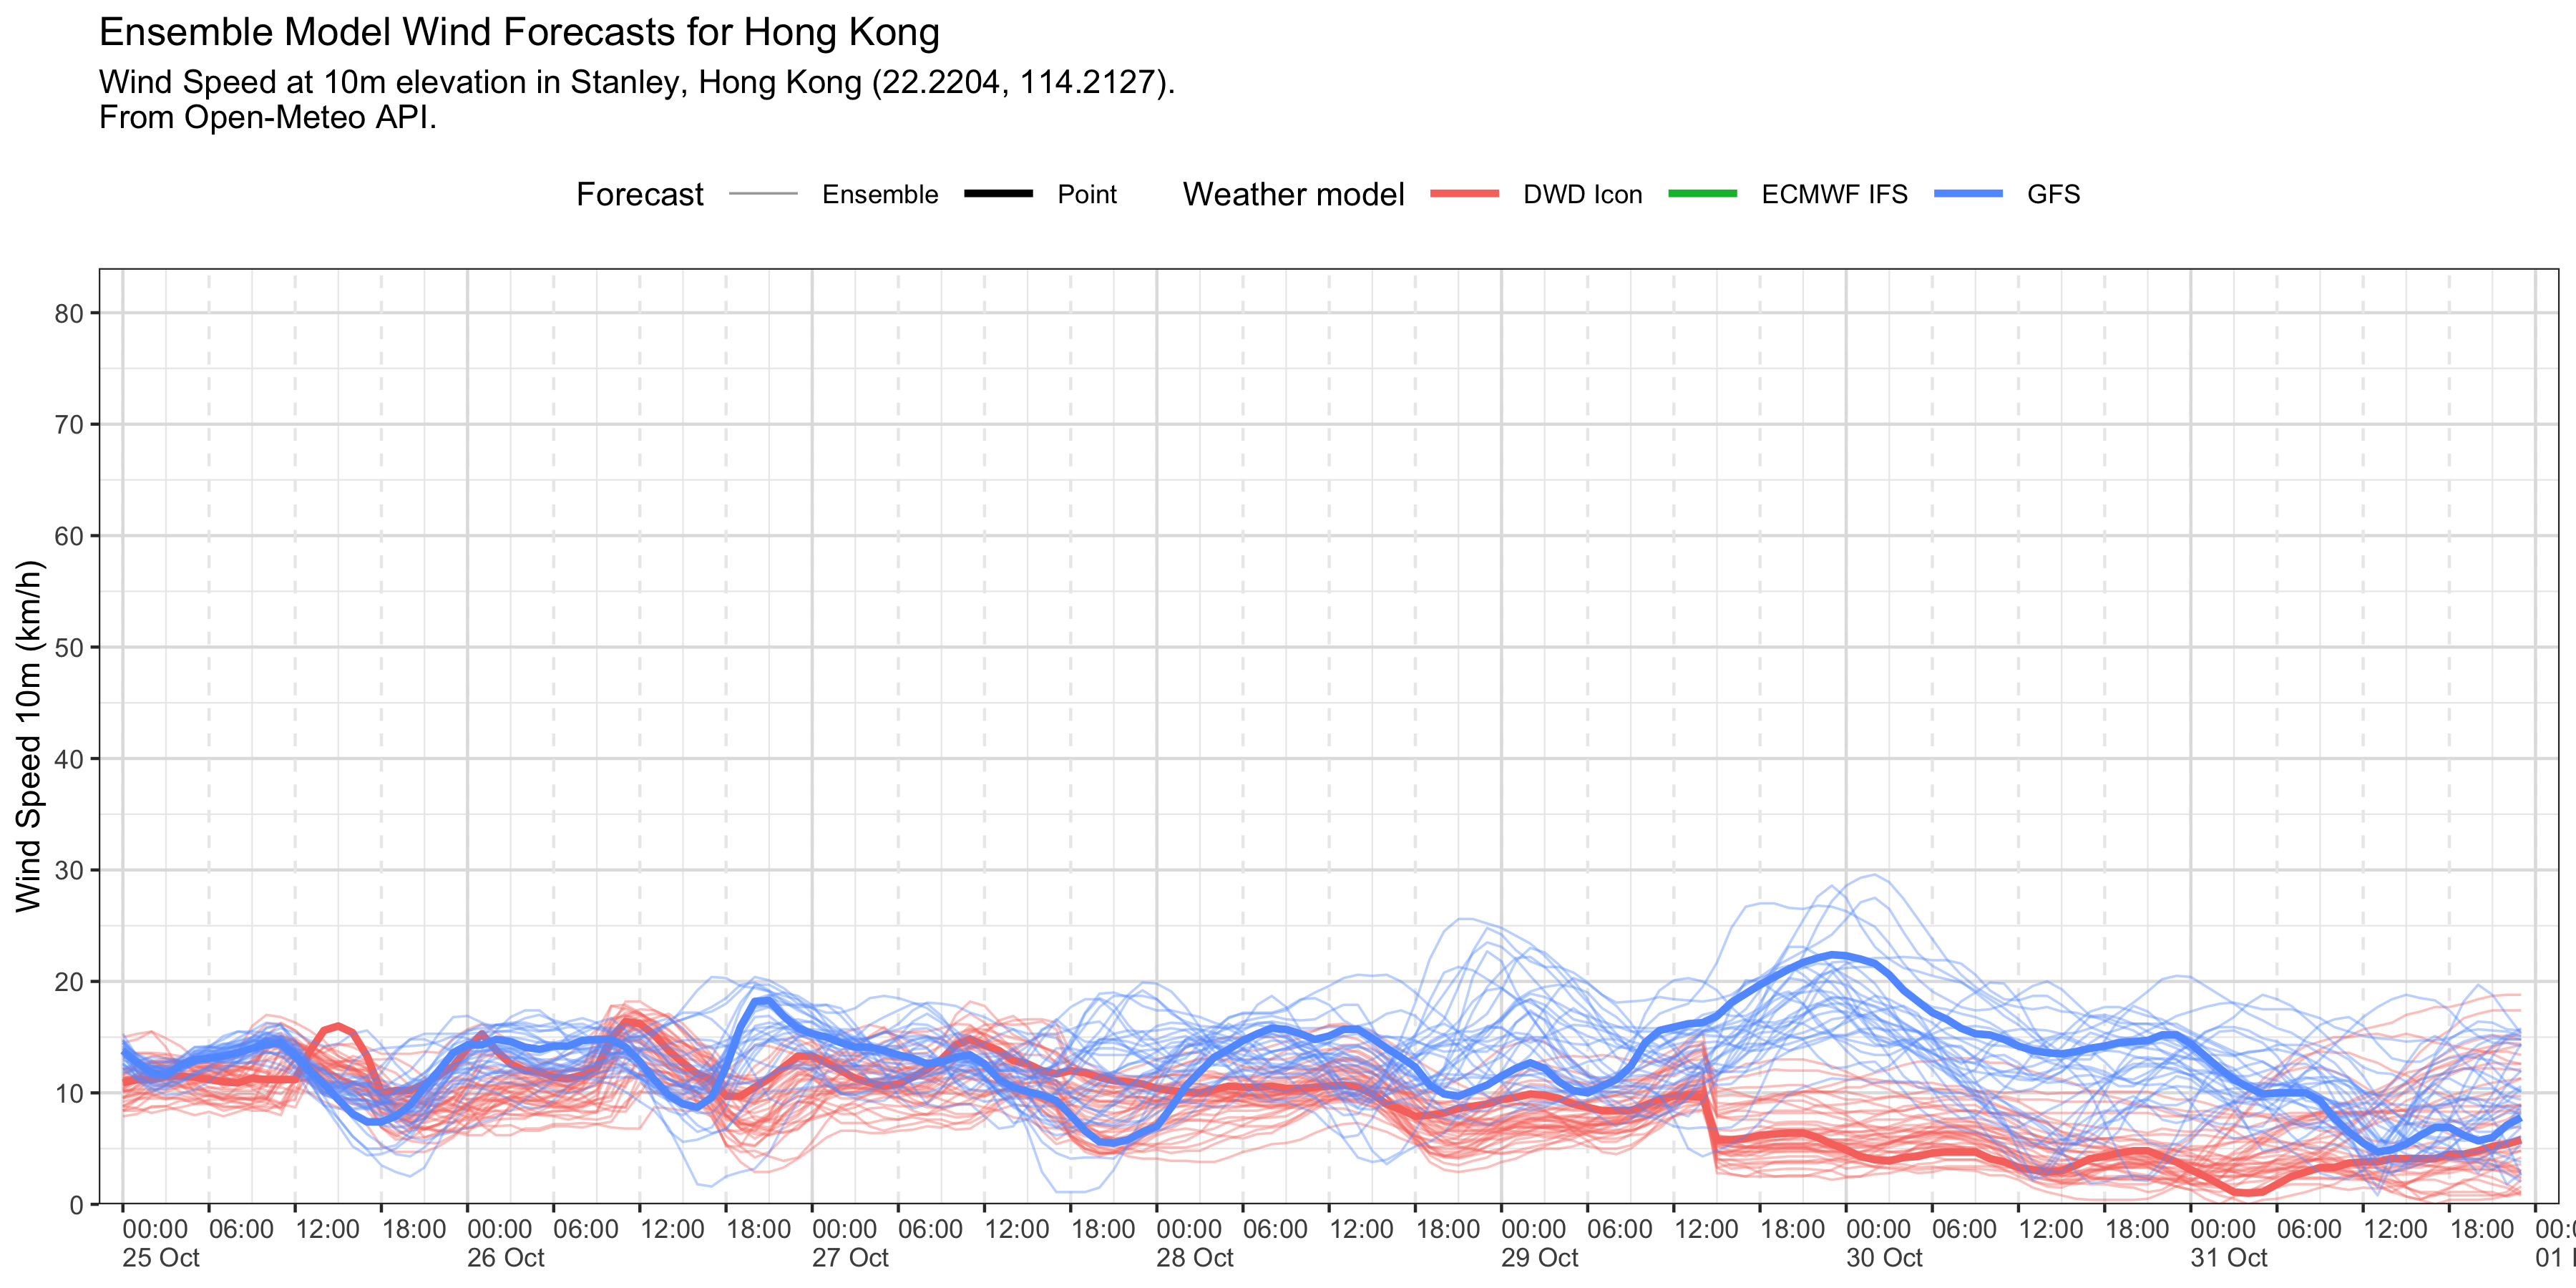 Ensemble Model Wind Forecasts for Hong Kong
Wind Speed at 10m elevation in Stanley, Hong Kong (22.2204, 114.2127).
From Open-Meteo API.
Forecast Ensemble Point Weather model DWD Icon ECMWF IFS GFS
Wind Speed 10m (km/h)
80
70
60
50
40
30
20
10
0
00:00 06:00 12:00 18:00 00:00 06:00 12:00 18:00 00:00 06:00 12:00 18:00 00:00 06:00 12:00 18:00 00:00 06:00 12:00 18:00 00:00 06:00 12:00 18:00 00:00 06:00 12:00 18:00
25 Oct 26 Oct 27 Oct 28 Oct 29 Oct 30 Oct 31 Oct 01